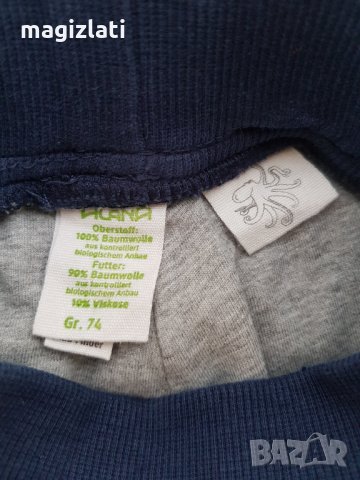 magizlati
Oberstoff:
100% Baumwolle
aus kontrolliert
biologischem Anbau
Futter:
90% Baumwolle
aus kontrolliert
biologischem Anbau
10% Viskose
Gr. 74
BAZAR